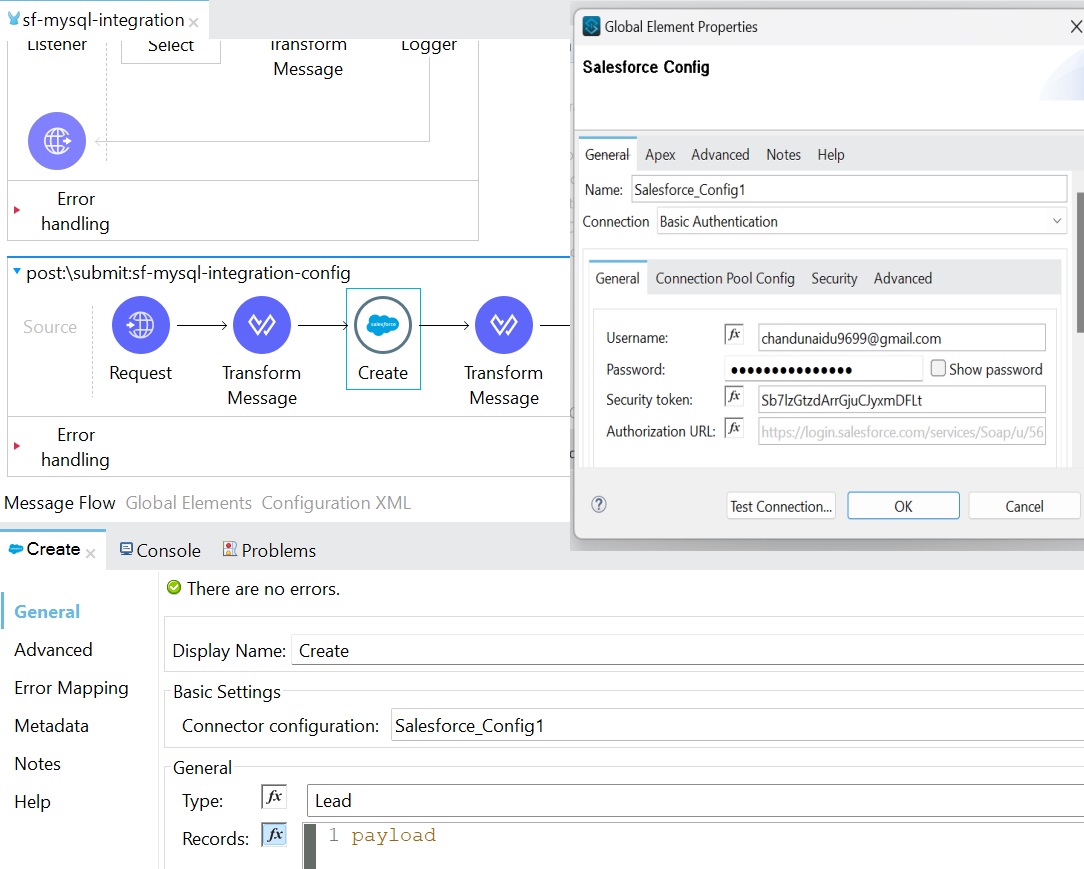 sf-mysql-integration
Listener
Select
Transform
Message
Logger
Error
handling
post:\submit:sf-mysql-integration-config
Source
Request
Transform
Message
salesforce
Create
Transform
Message
Error
handling
Message Flow
Global Elements
Configuration XML
Global Element Properties
Salesforce Config
General
Apex
Advanced
Notes
Help
Name:
Salesforce_Config1
Connection
Basic Authentication
General
Connection Pool Config
Security
Advanced
Username:
fx
chandunaidu9699@gmail.com
Password:
Show password
Security token:
fx
Sb7lzGtzdArrGjuCJyxmDFLt
Authorization URL:
fx
https://login.salesforce.com/services/Soap/u/56
?
Test Connection...
OK
Cancel
Create
Console
Problems
General
Advanced
Error Mapping
Metadata
Notes
Help
There are no errors.
Display Name:
Create
Basic Settings
Connector configuration:
Salesforce_Config1
General
Type:
fx
Lead
Records:
fx
1 payload